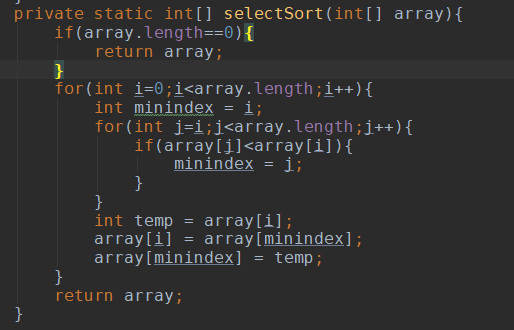 private static int[] selectSort(int[] array){
    if(array.length==0){
        return array;
    }
    for(int i=0;i<array.length;i++){
        int minindex = i;
        for(int j=i;j<array.length;j++){
            if(array[j]<array[i]){
                minindex = j;
            }
        }
        int temp = array[i];
        array[i] = array[minindex];
        array[minindex] = temp;
    }
    return array;
}